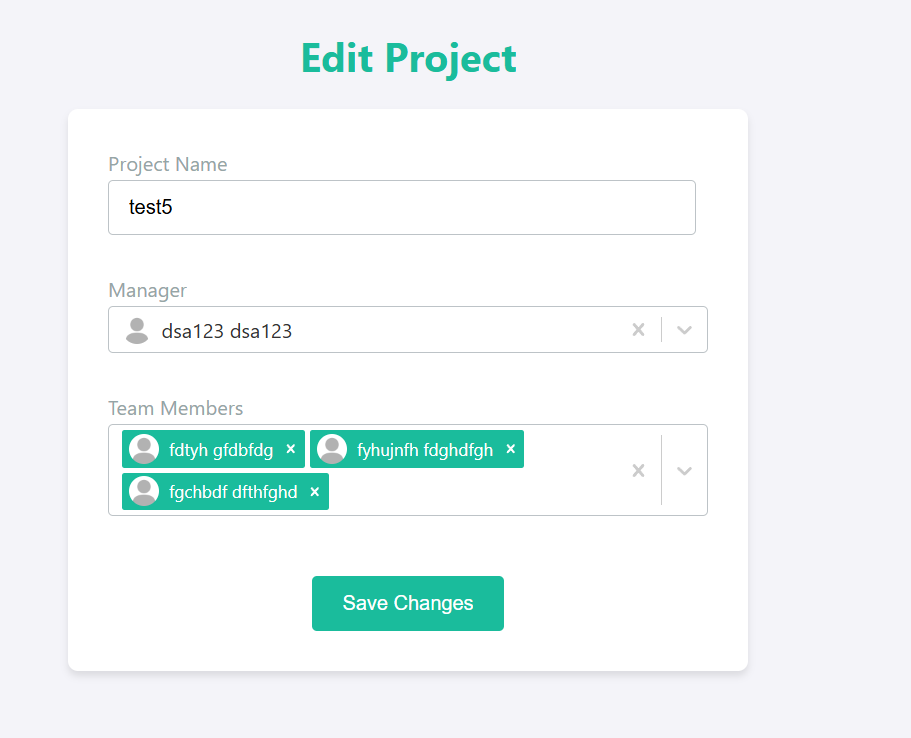 Edit Project
Project Name
test5
Manager
dsa123 dsa123
Team Members
fdtyh gfdbfdg
fyhujnfh fdghdfgh
fgchbdf dfthfghd
Save Changes